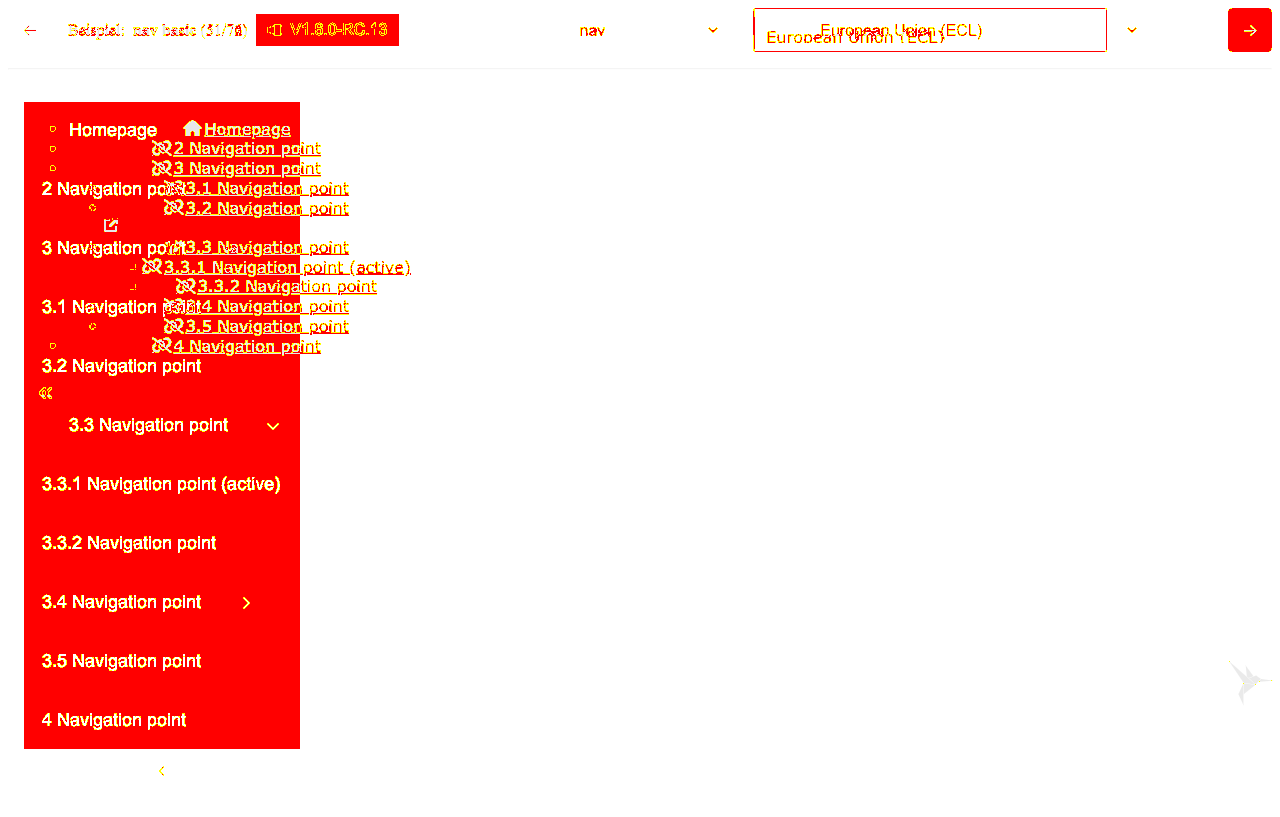 Beispiel: nav basic (51/76) V1.6.0-RC.13 nav European Union (ECL)
European Union (ECL)
Homepage Homepage
2 Navigation point
3 Navigation point
2 Navigation point 3.1 Navigation point
3.2 Navigation point
3 Navigation point 3.3 Navigation point
3.3.1 Navigation point (active)
3.3.2 Navigation point
3.1 Navigation point 3.4 Navigation point
3.5 Navigation point
4 Navigation point
3.2 Navigation point
3.3 Navigation point
3.3.1 Navigation point (active)
3.3.2 Navigation point
3.4 Navigation point
3.5 Navigation point
4 Navigation point